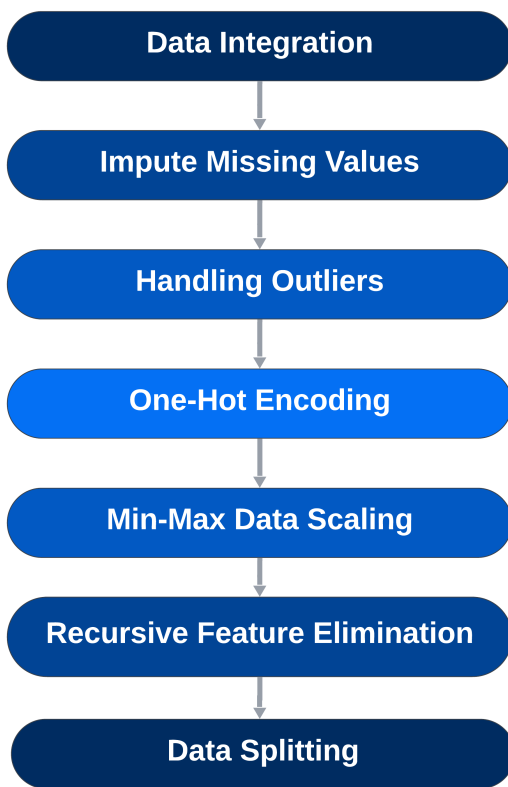 Data Integration
Impute Missing Values
Handling Outliers
One-Hot Encoding
Min-Max Data Scaling
Recursive Feature Elimination
Data Splitting